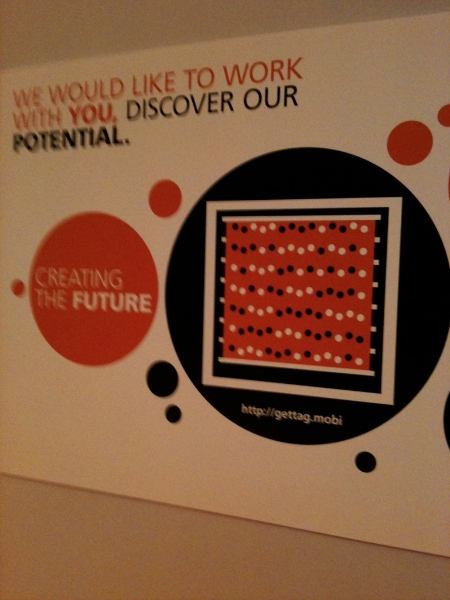 WE WOULD LIKE TO WORK
WITH YOU, DISCOVER OUR
POTENTIAL.
CREATING
THE FUTURE
http://gettag.mobi